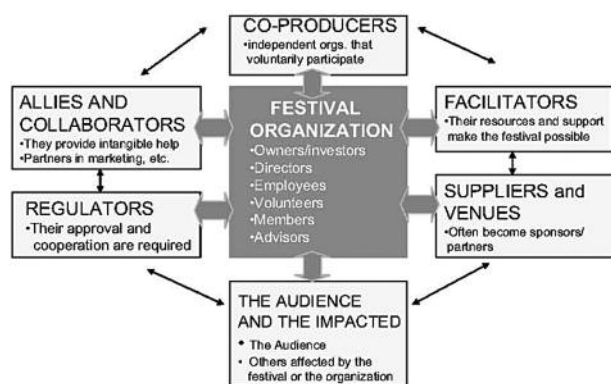 CO-PRODUCERS
•independent orgs. that
voluntarily participate
ALLIES AND
COLLABORATORS
•They provide intangible help
•Partners in marketing, etc.
FESTIVAL
ORGANIZATION
•Owners/investors
•Directors
•Employees
•Volunteers
•Members
•Advisors
FACILITATORS
•Their resources and support
make the festival possible
REGULATORS
•Their approval and
cooperation are required
SUPPLIERS and
VENUES
•Often become sponsors/
partners
THE AUDIENCE
AND THE IMPACTED
• The Audience
• Others affected by the
festival or the organization